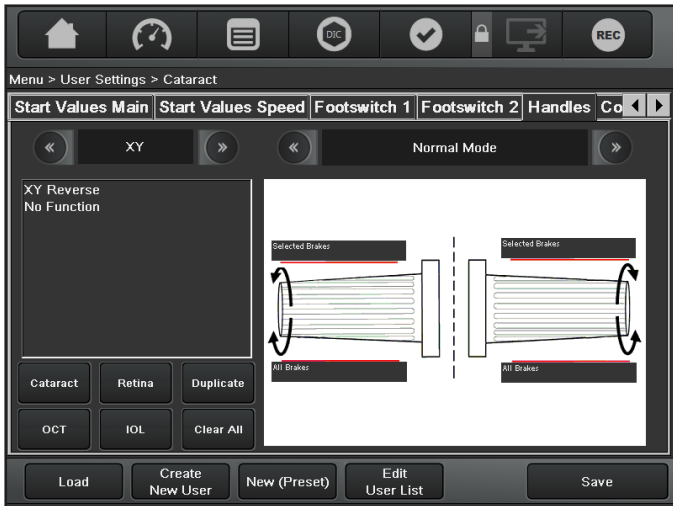 DIC
REC
Menu > User Settings > Cataract
Start Values Main Start Values Speed Footswitch 1 Footswitch 2 Handles Co
XY
Normal Mode
XY Reverse
No Function
Selected Brakes
Selected Brakes
All Brakes
All Brakes
Cataract Retina Duplicate
OCT IOL Clear All
Load
Create
New User
New (Preset)
Edit
User List
Save